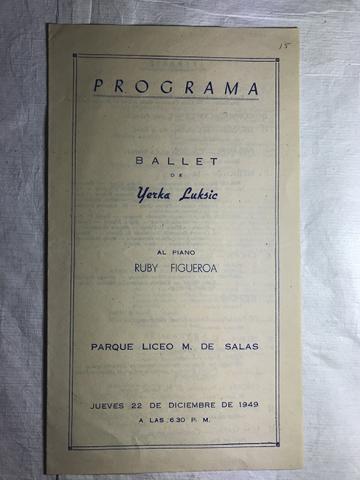 15
PROGRAMA
BALLET
DE
Yerka Luksic
AL PIANO
RUBY FIGUEROA
PARQUE LICEO M. DE SALAS
JUEVES 22 DE DICIEMBRE DE 1949
A LAS 6.30 P. M.